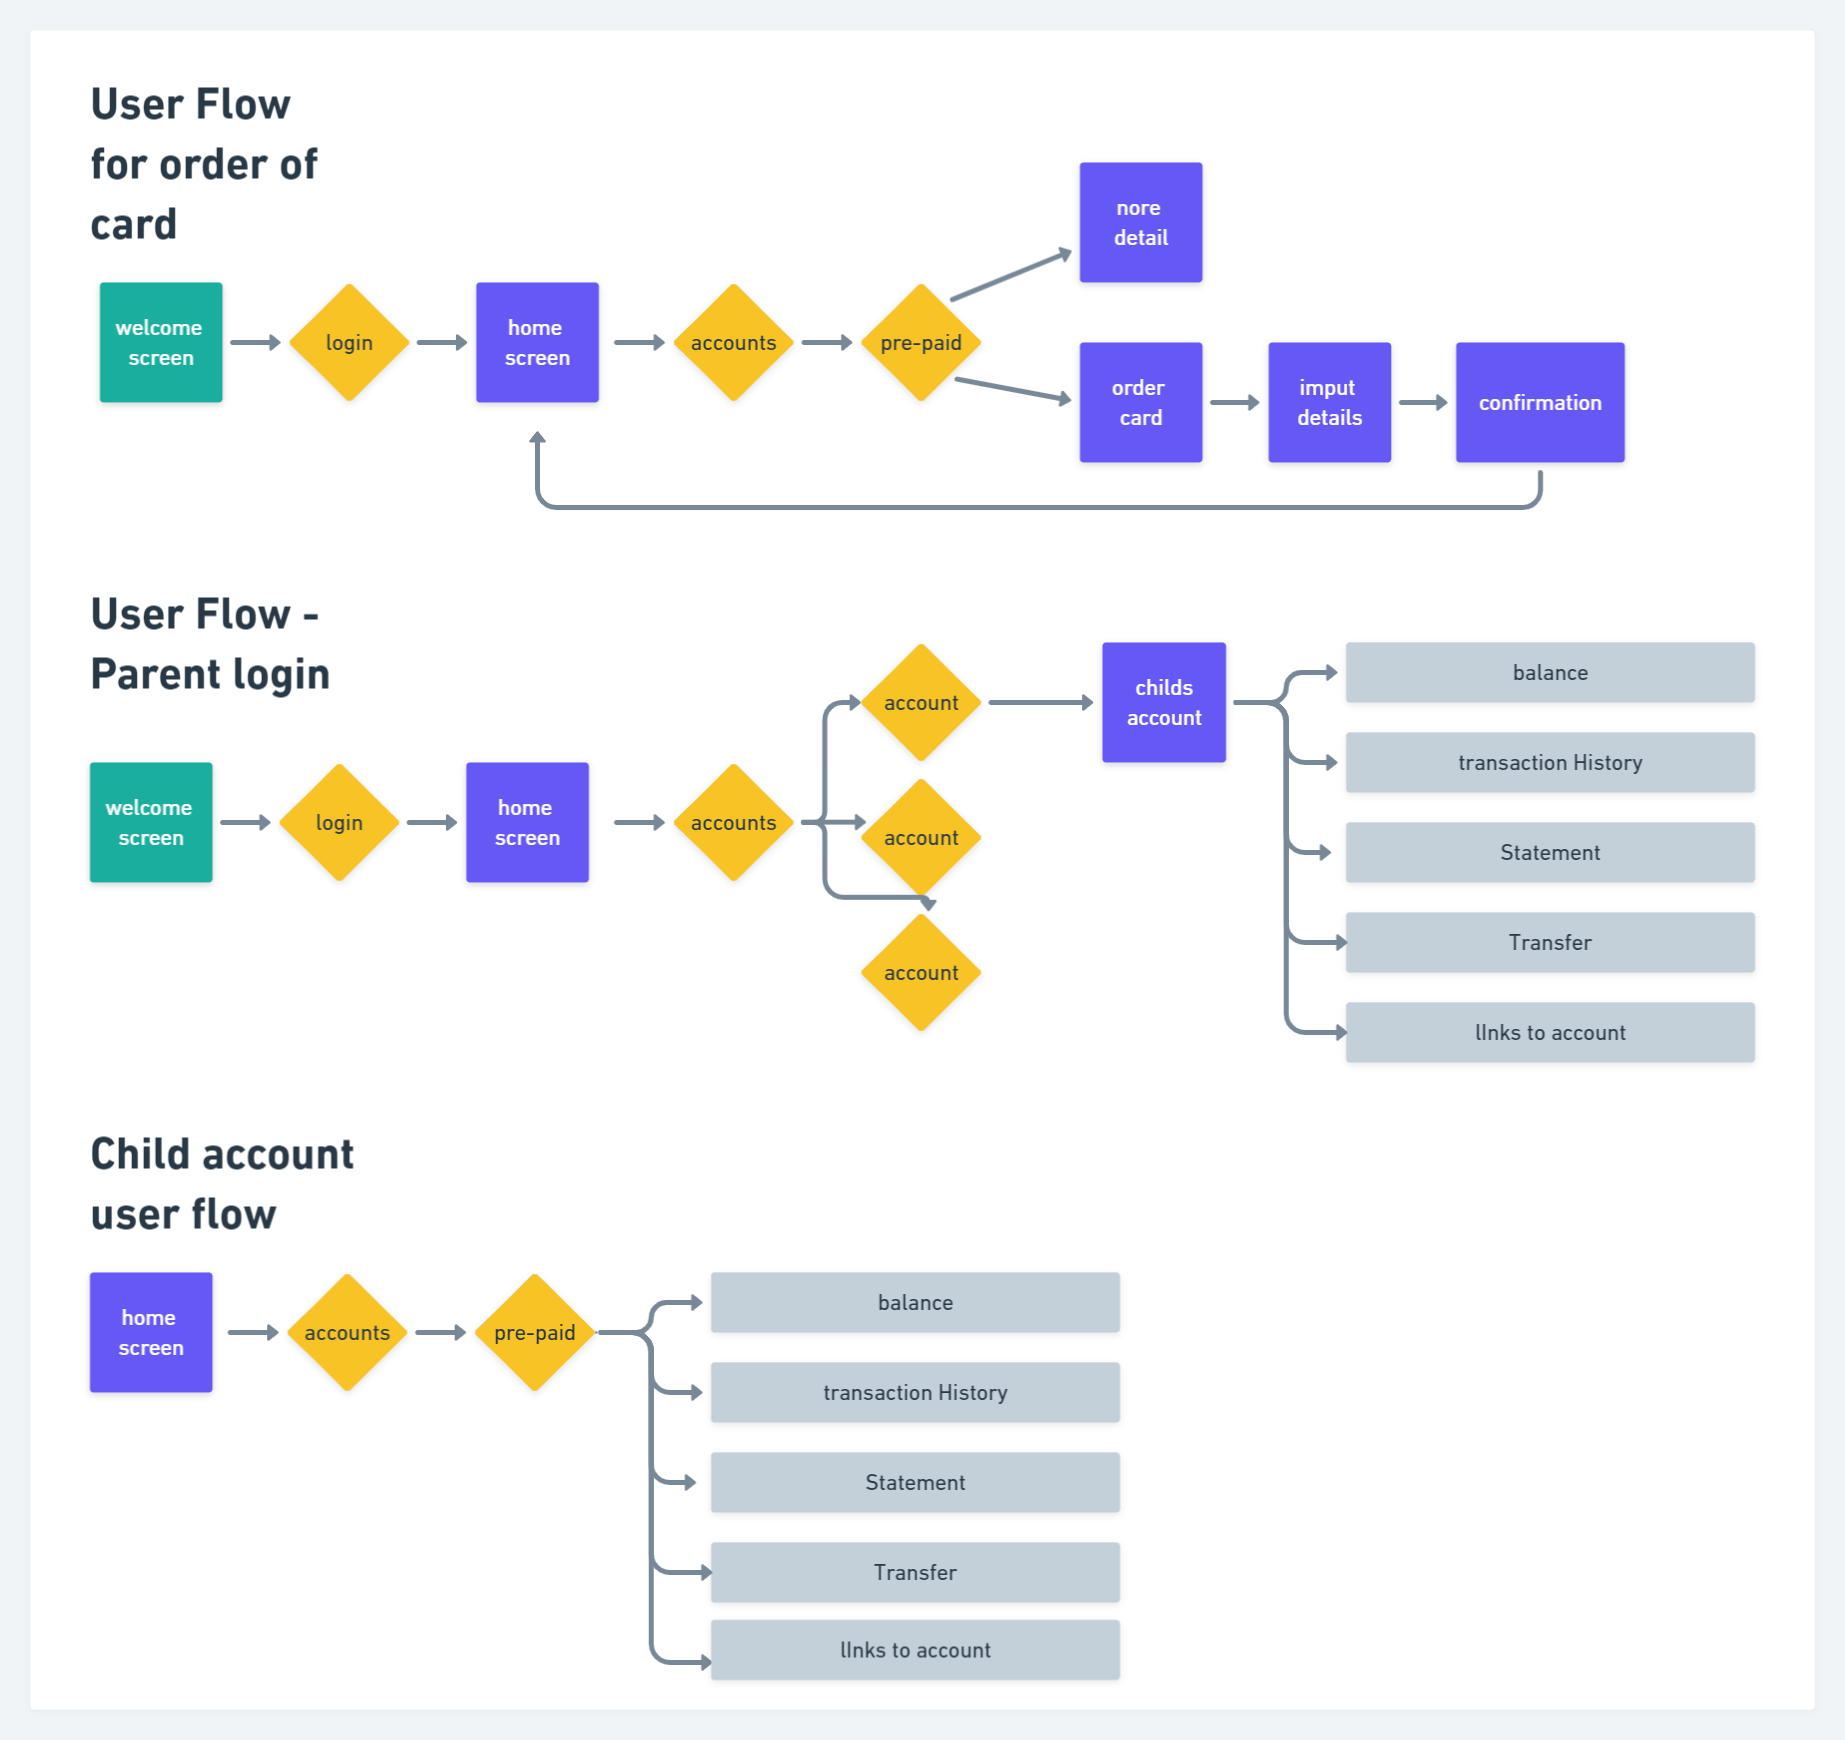 User Flow
for order of
card
nore
detail
welcome
screen
login
home
screen
accounts
pre-paid
order
card
imput
details
confirmation
User Flow -
Parent login
welcome
screen
login
home
screen
accounts
account
account
account
childs
account
balance
transaction History
Statement
Transfer
lInks to account
Child account
user flow
home
screen
accounts
pre-paid
balance
transaction History
Statement
Transfer
lInks to account